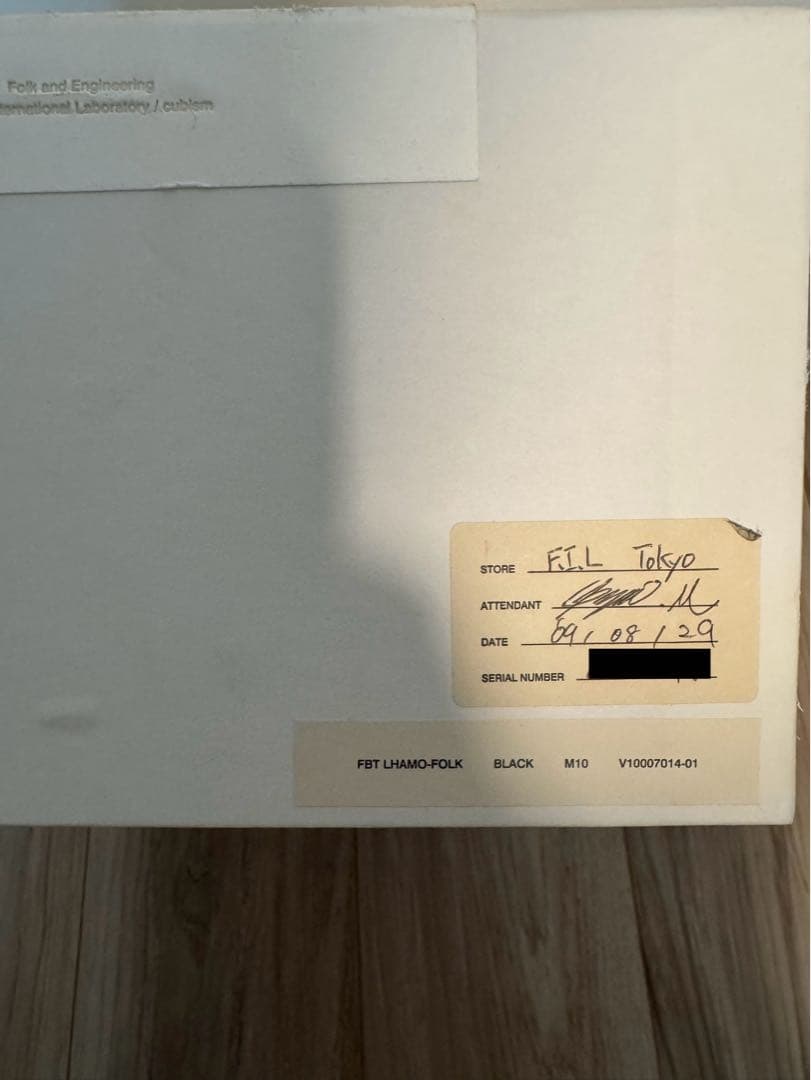 Folk and Engineering
ternational Laboratory / cubism
STORE F.I.L Tokyo
ATTENDANT
DATE 09/08/29
SERIAL NUMBER
FBT LHAMO-FOLK BLACK M10 V10007014-01